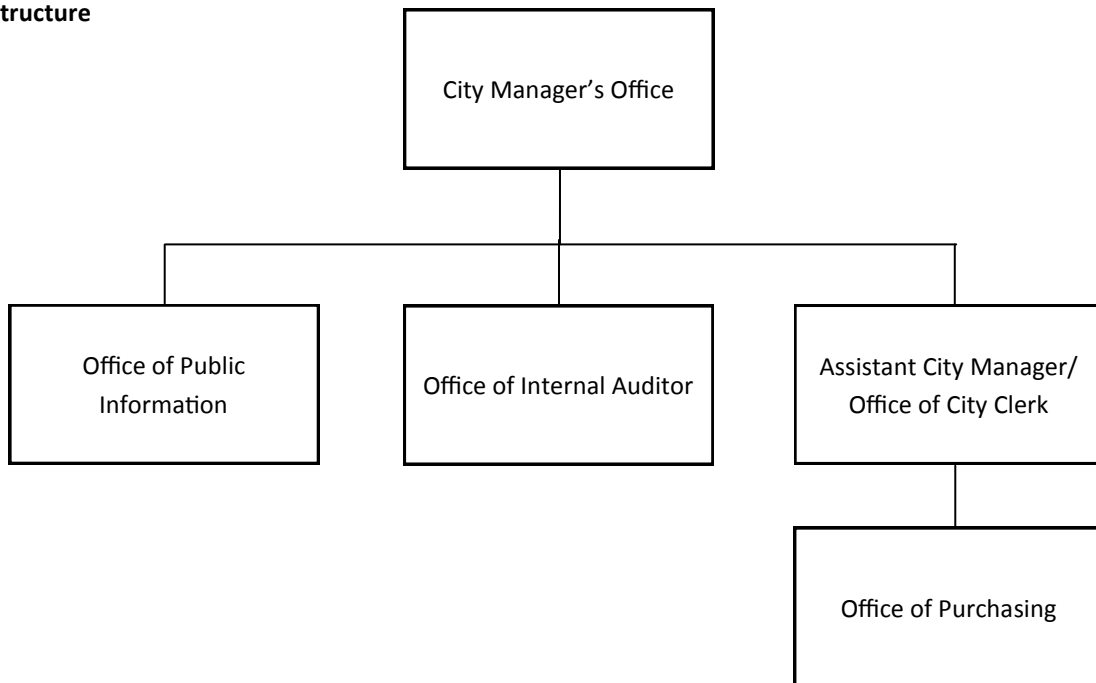 tructure
City Manager’s Office
Office of Public
Information
Office of Internal Auditor
Assistant City Manager/
Office of City Clerk
Office of Purchasing